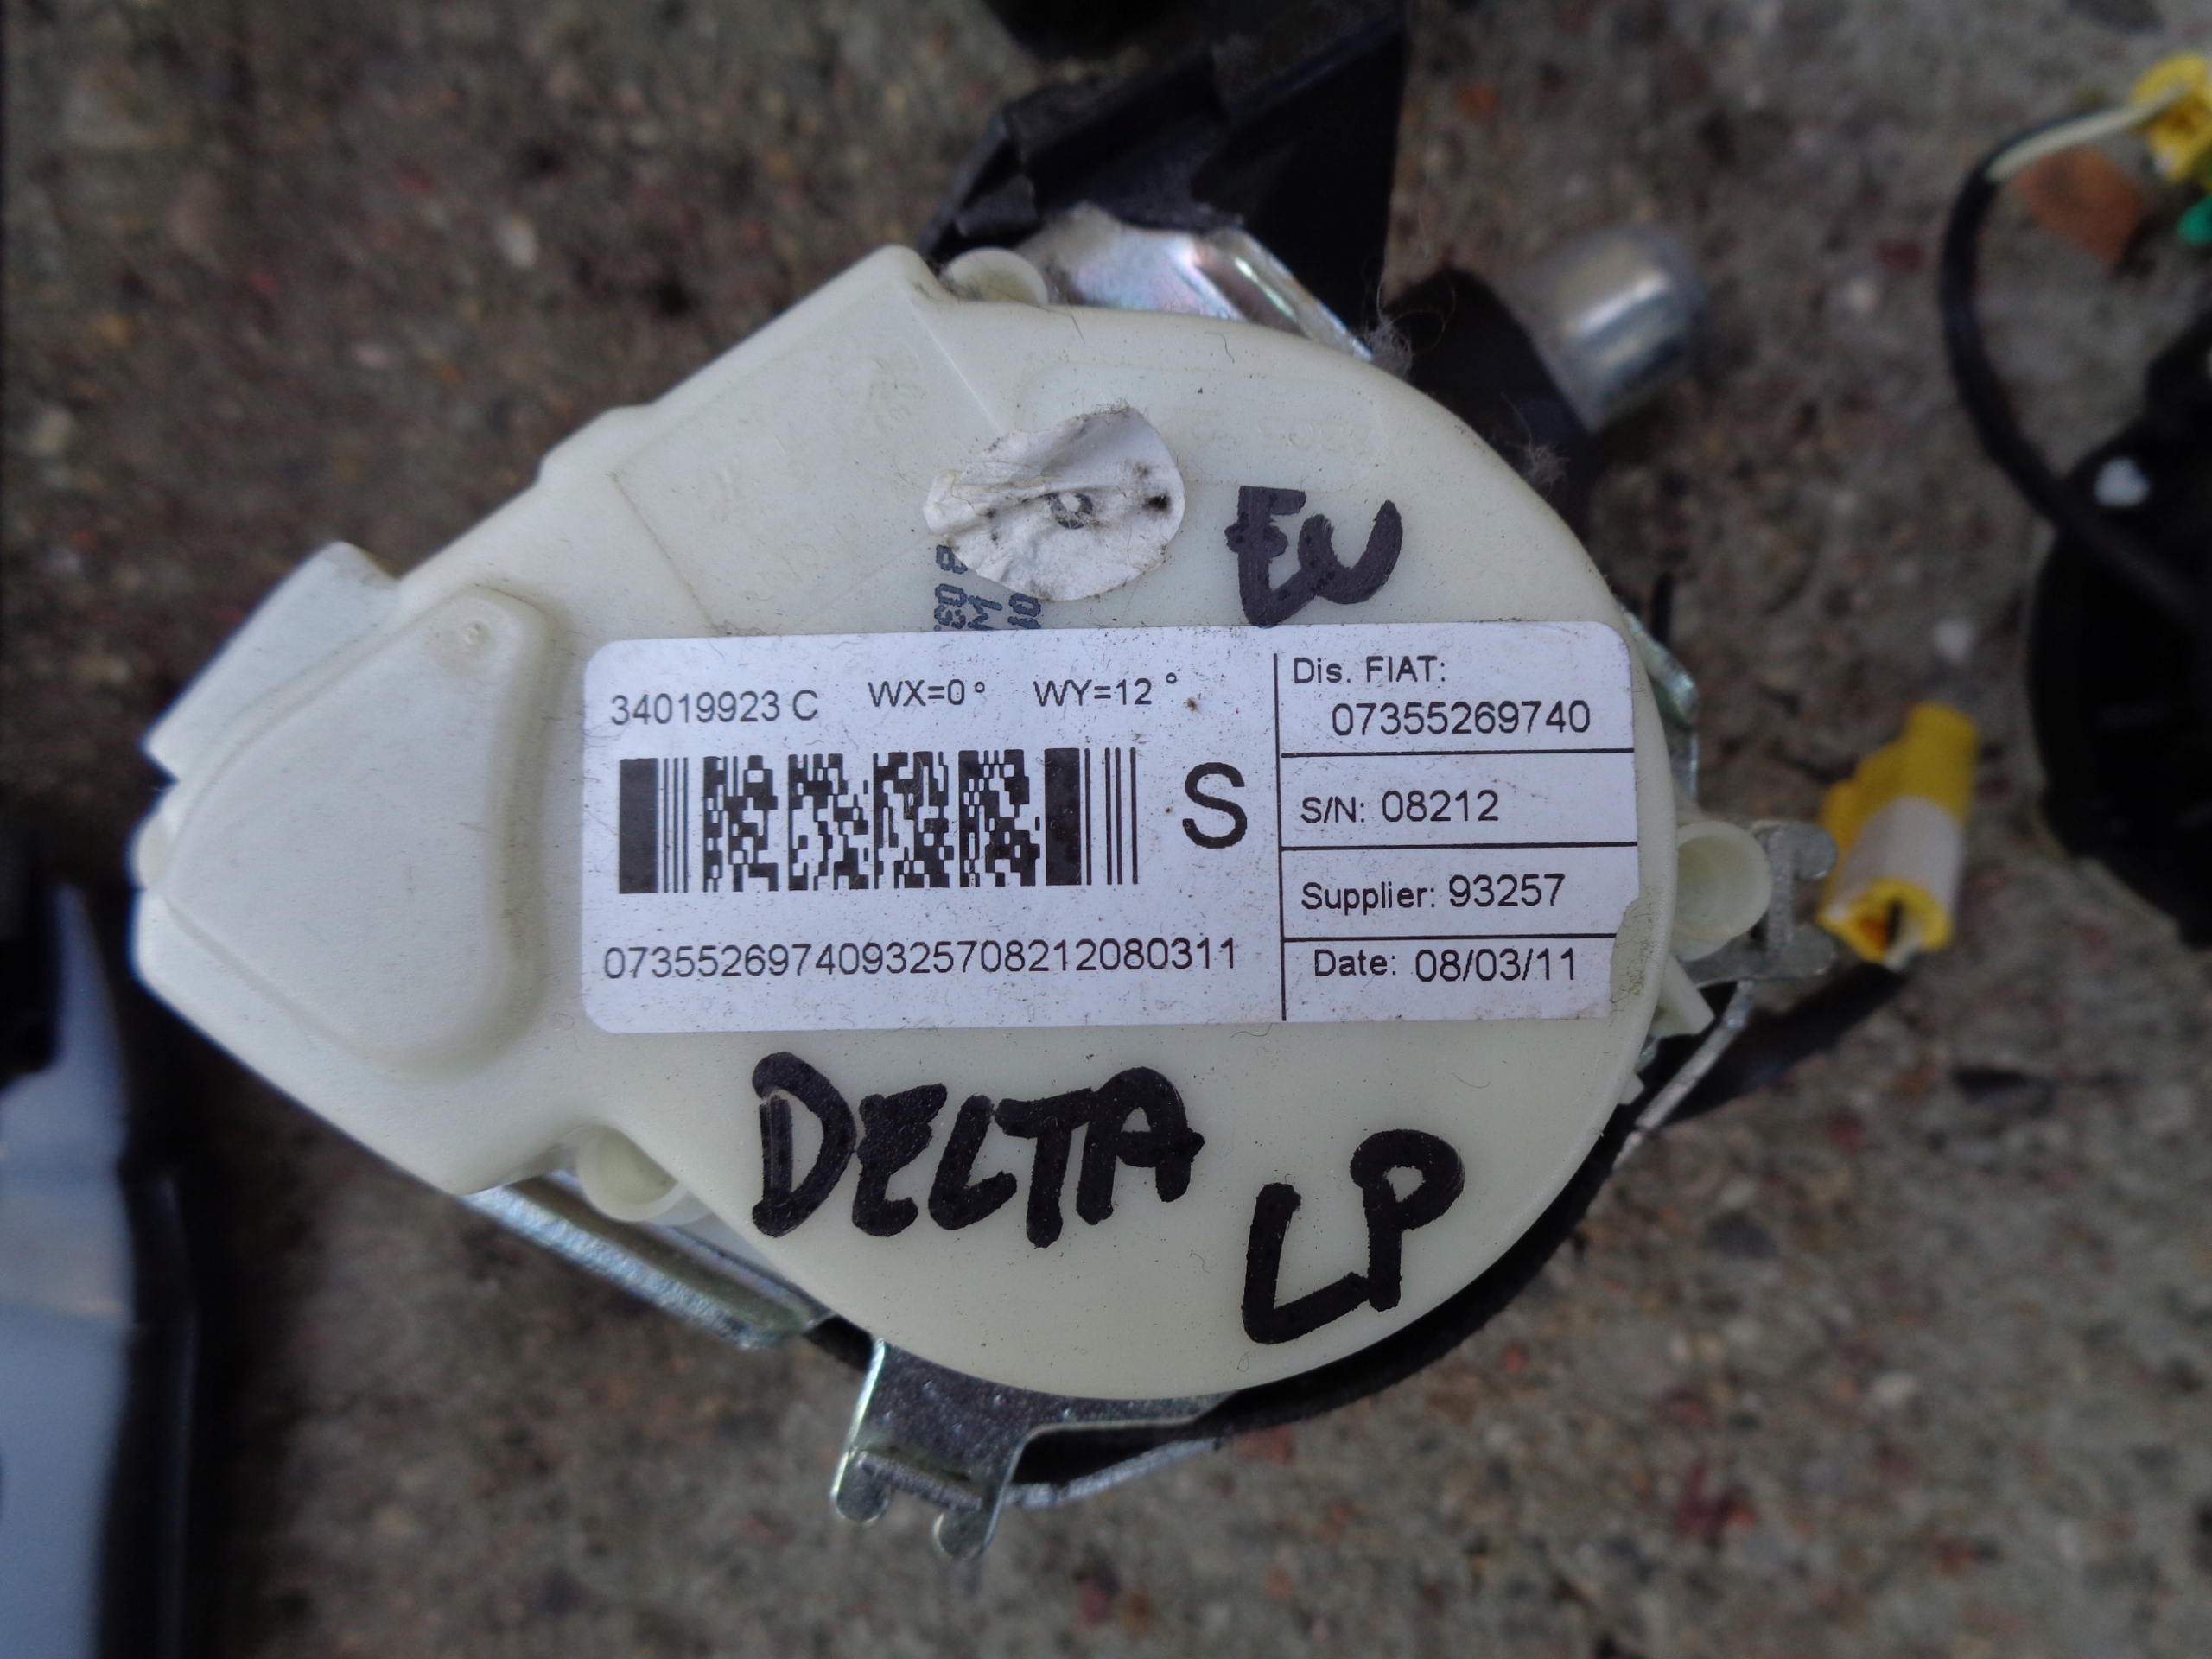 EU
34019923 C WX=0° WY=12°
S
07355269740932570821208031​1
Dis. FIAT:
07355269740
S/N: 08212
Supplier: 93257
Date: 08/03/11
DELTA
LP